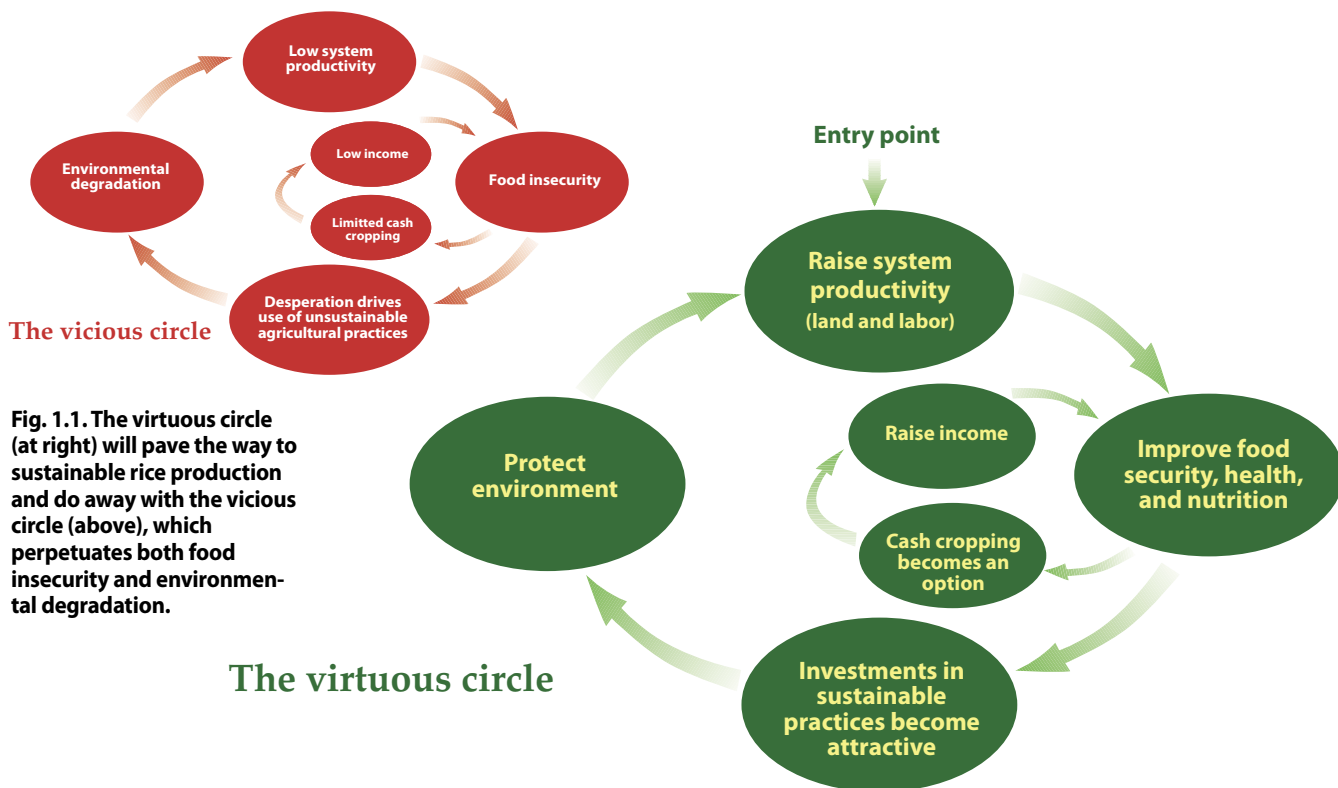 Low system
productivity
Environmental
degradation
Low income
Food insecurity
Limitted cash
cropping
Desperation drives
use of unsustainable
agricultural practices
The vicious circle
Fig. 1.1. The virtuous circle
(at right) will pave the way to
sustainable rice production
and do away with the vicious
circle (above), which
perpetuates both food
insecurity and environmen-
tal degradation.
Entry point
Raise system
productivity
(land and labor)
Raise income
Improve food
security, health,
and nutrition
Protect
environment
Cash cropping
becomes an
option
Investments in
sustainable
practices become
attractive
The virtuous circle